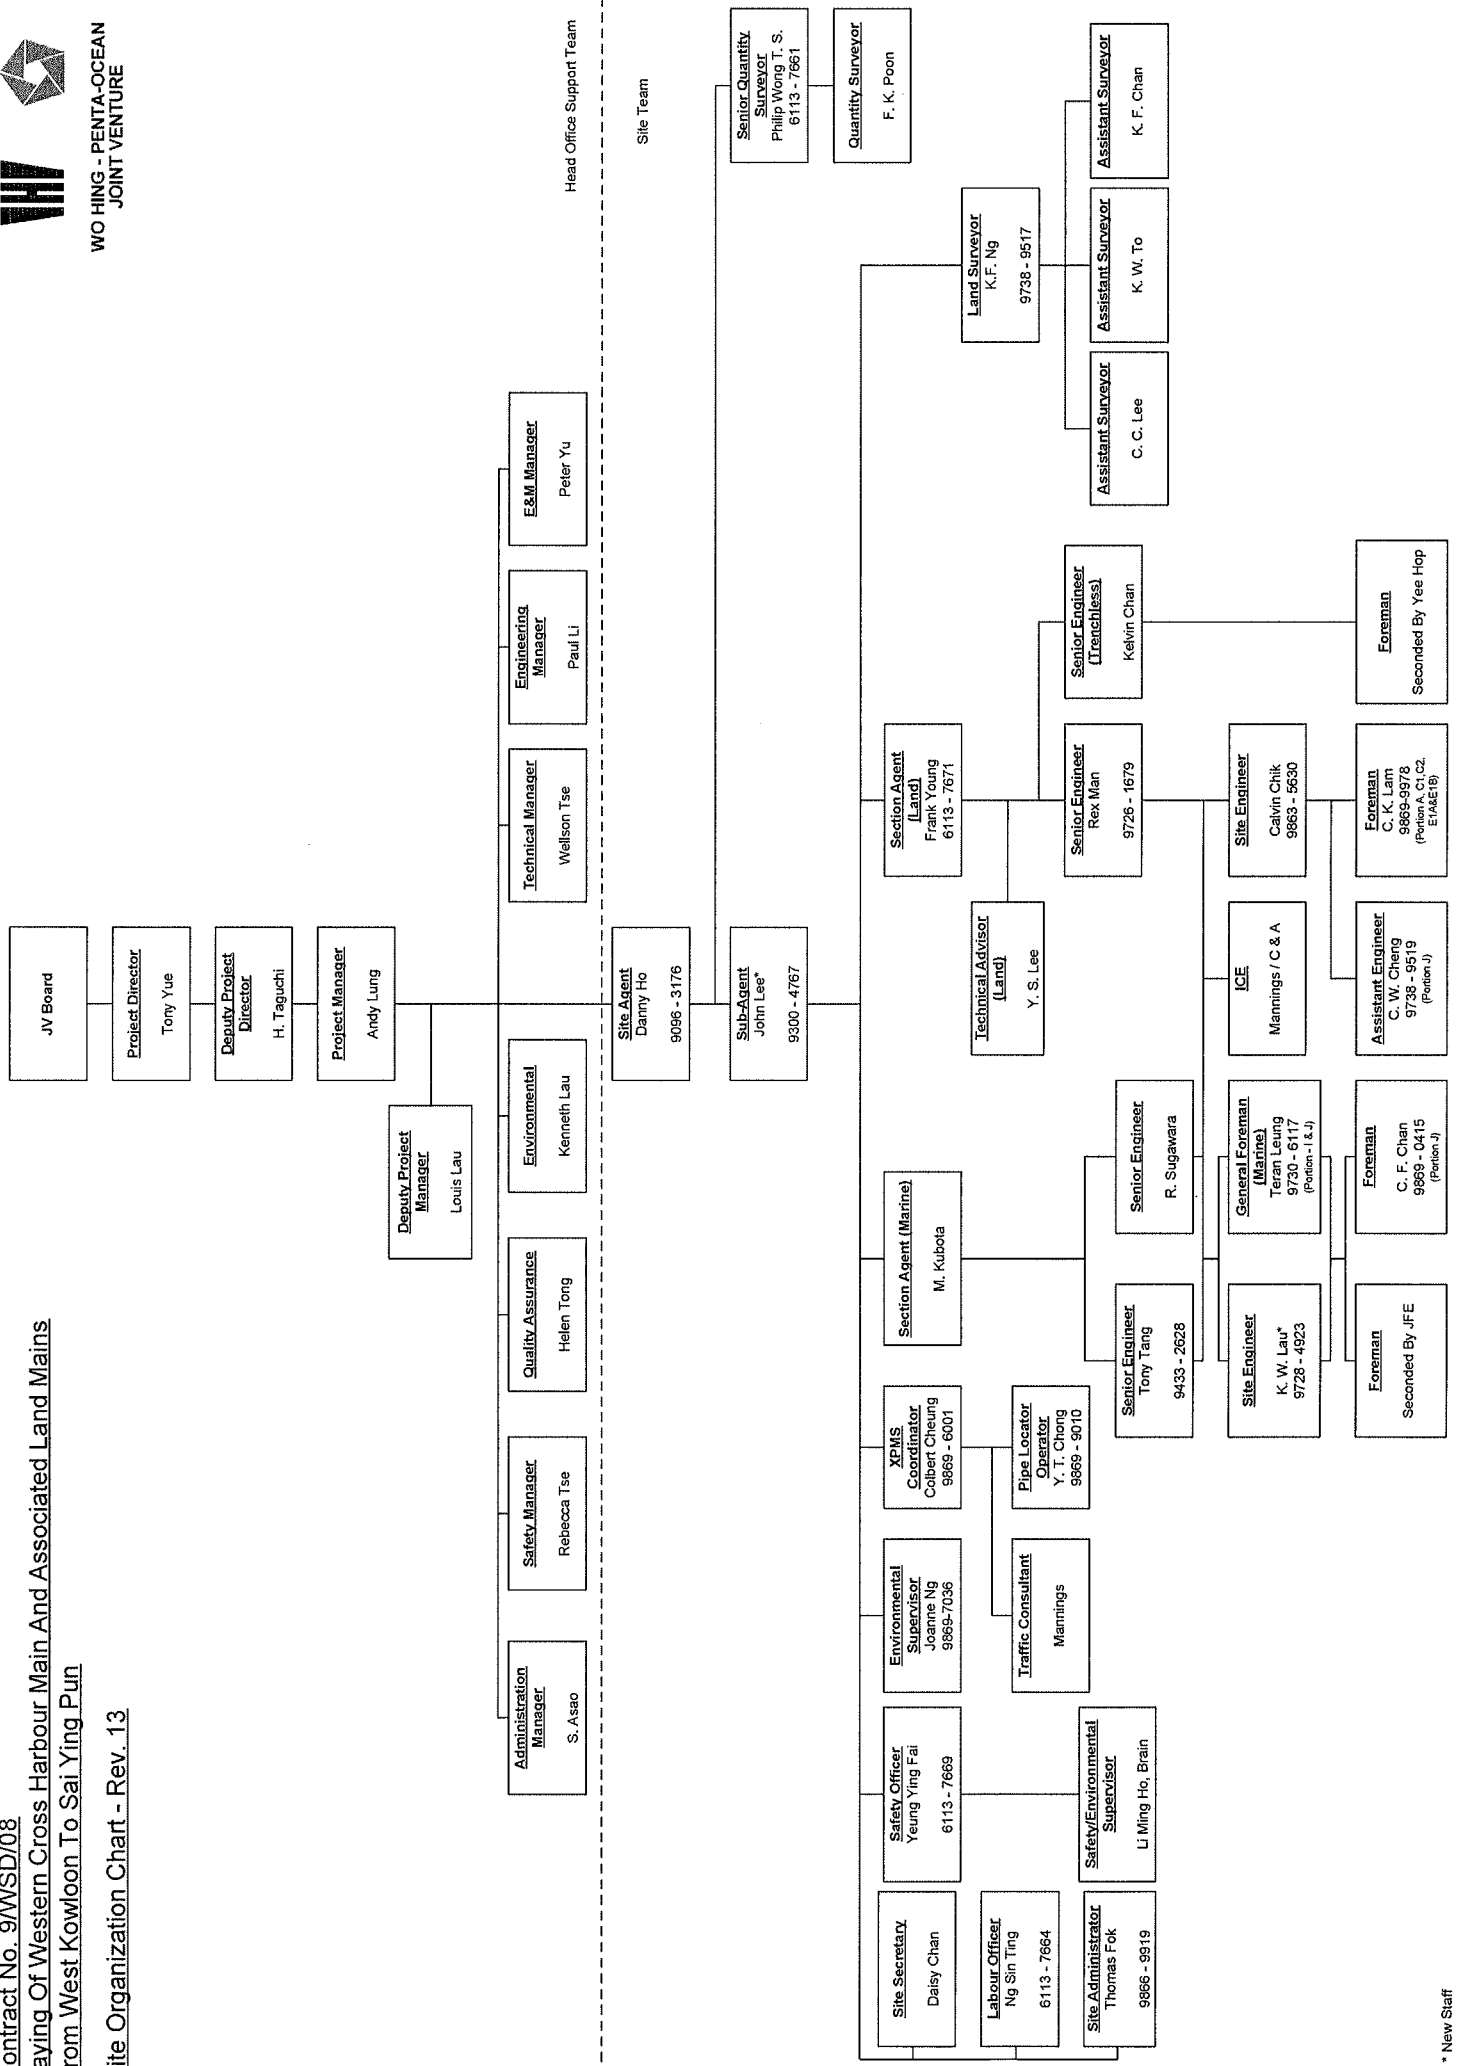 ontract No. 9/WSD/08
aying Of Western Cross Harbour Main And Associated Land Mains
rom West Kowloon To Sai Ying Pun
ite Organization Chart - Rev. 13
WO HING - PENTA-OCEAN
JOINT VENTURE
JV Board
Project Director
Tony Yue
Deputy Project
Director
H. Taguchi
Project Manager
Andy Lung
Deputy Project
Manager
Louis Lau
Administration
Manager
S. Asao
Safety Manager
Rebecca Tse
Quality Assurance
Helen Tong
Environmental
Kenneth Lau
Technical Manager
Wellson Tse
Engineering
Manager
Paul Li
E&M Manager
Peter Yu
Head Office Support Team
Site Team
Site Agent
Danny Ho
9096 - 3176
Senior Quantity
Surveyor
Philip Wong T. S.
6113 - 7661
Sub-Agent
John Lee*
9300 - 4767
Quantity Surveyor
F. K. Poon
Site Secretary
Daisy Chan
Labour Officer
Ng Sin Ting
6113 - 7664
Site Administrator
Thomas Fok
9866 - 9919
Safety Officer
Yeung Ying Fai
6113 - 7669
Safety/Environmental
Supervisor
Li Ming Ho, Brain
Environmental
Supervisor
Joanne Ng
9869-7036
XPMS
Coordinator
Colbert Cheung
9869 - 6001
Traffic Consultant
Mannings
Pipe Locator
Operator
Y. T. Chong
9869 - 9010
Section Agent (Marine)
M. Kubota
Senior Engineer
Tony Tang
9433 - 2628
Senior Engineer
R. Sugawara
Site Engineer
K. W. Lau*
9728 - 4923
General Foreman
(Marine)
Teran Leung
9730 - 6117
(Portion - I & J)
Foreman
Seconded By JFE
Foreman
C. F. Chan
9869 - 0415
(Portion J)
Section Agent
(Land)
Frank Young
6113 - 7671
Technical Advisor
(Land)
Y. S. Lee
Senior Engineer
Rex Man
9726 - 1679
Senior Engineer
(Trenchless)
Kelvin Chan
ICE
Mannings / C & A
Site Engineer
Calvin Chik
9863 - 5630
Assistant Engineer
C. W. Cheng
9738 - 9519
(Portion J)
Foreman
C. K. Lam
9869-9978
(Portion A, C1,C2,
E1A&E1B)
Foreman
Seconded By Yee Hop
Land Surveyor
K.F. Ng
9738 - 9517
Assistant Surveyor
C. C. Lee
Assistant Surveyor
K. W. To
Assistant Surveyor
K. F. Chan
* New Staff